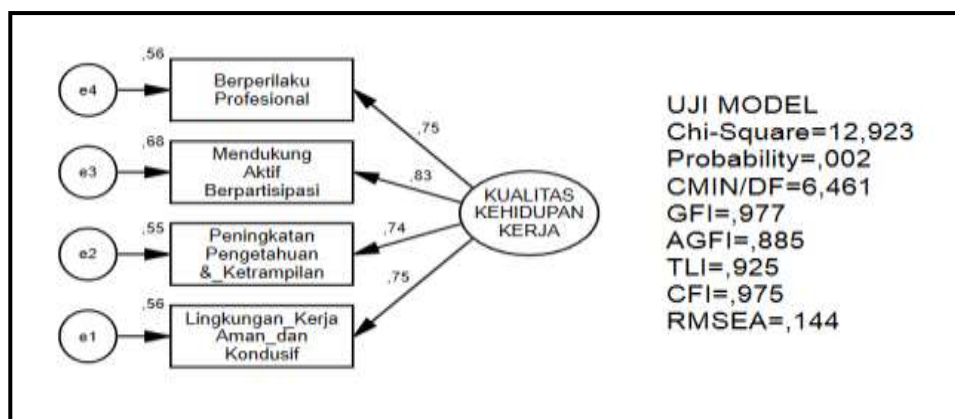 ,56
e4
Berperilaku
Profesional
,75
,68
e3
Mendukung
Aktif
Berpartisipasi
,83
,55
e2
Peningkatan
Pengetahuan
&_Ketrampilan
,74
,56
e1
Lingkungan_Kerja
Aman_dan
Kondusif
,75
KUALITAS
KEHIDUPAN
KERJA
UJI MODEL
Chi-Square=12,923
Probability=,002
CMIN/DF=6,461
GFI=,977
AGFI=,885
TLI=,925
CFI=,975
RMSEA=,144